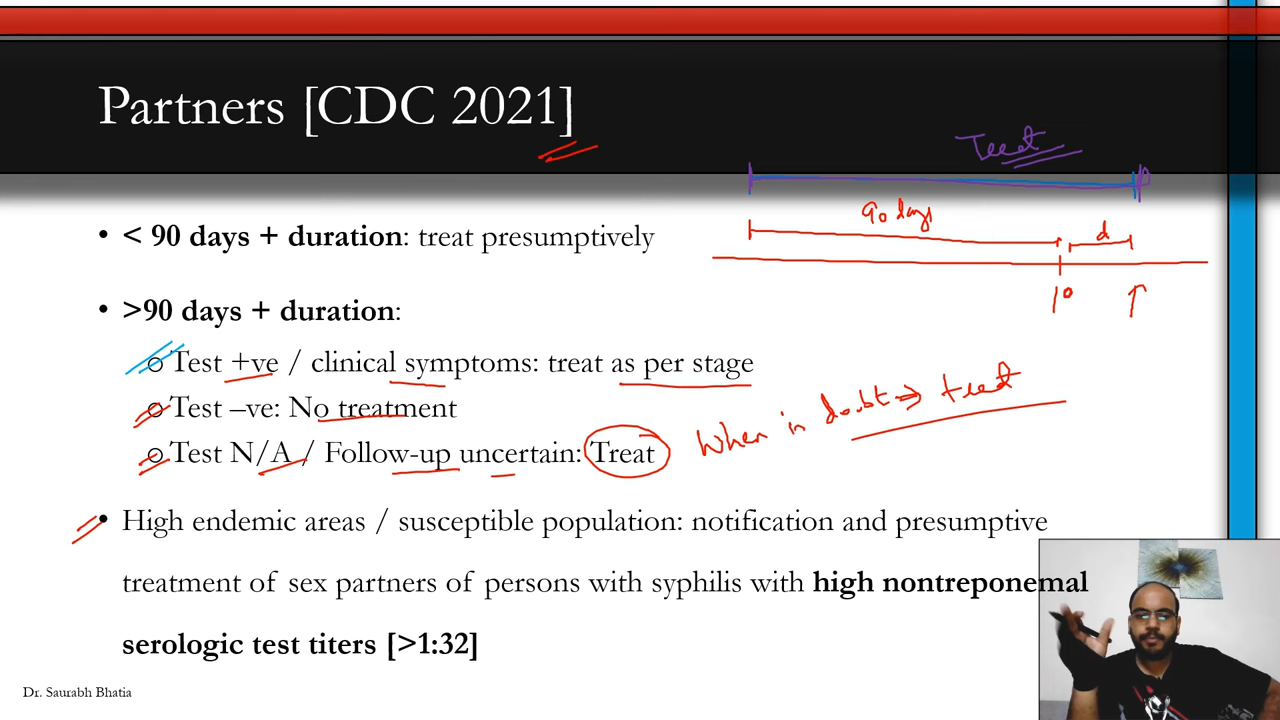 Partners [CDC 2021]
Treat
90 days
d
1°
• < 90 days + duration: treat presumptively
• >90 days + duration:
o Test +ve / clinical symptoms: treat as per stage
o Test –ve: No treatment
o Test N/A / Follow-up uncertain: Treat
When in doubt ⇒ treat
• High endemic areas / susceptible population: notification and presumptive
treatment of sex partners of persons with syphilis with high nontreponemal
serologic test titers [>1:32]
Dr. Saurabh Bhatia